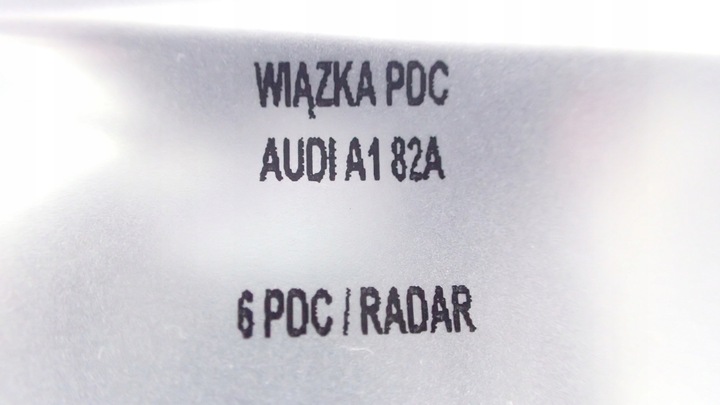 WIĄZKA PDC
AUDI A1 82A
6 PDC / RADAR